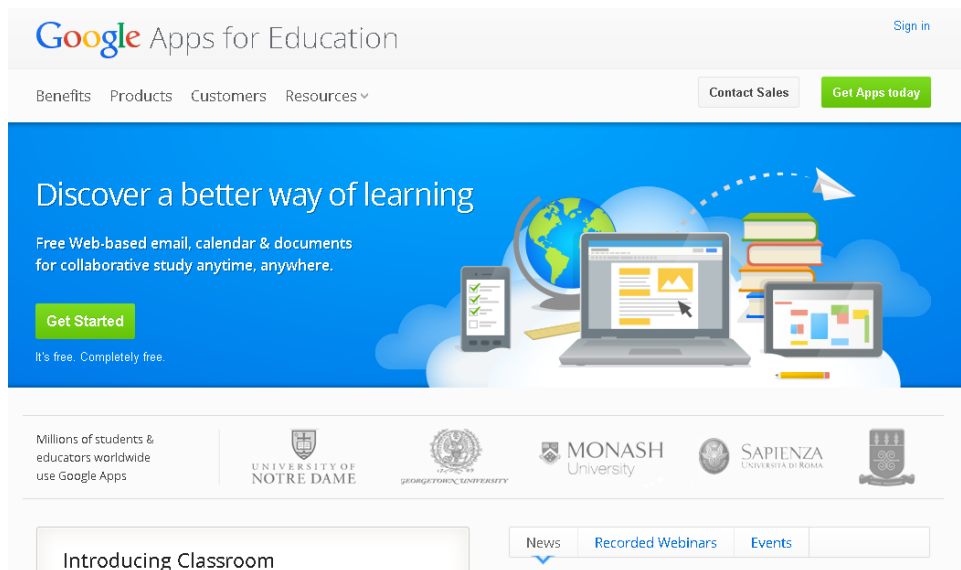 Google Apps for Education
Sign in
Benefits Products Customers Resources
Contact Sales
Get Apps today
Discover a better way of learning
Free Web-based email, calendar & documents
for collaborative study anytime, anywhere.
Get Started
It's free. Completely free.
Millions of students &
educators worldwide
use Google Apps
UNIVERSITY OF
NOTRE DAME
GEORGETOWN UNIVERSITY
MONASH
University
SAPIENZA
UNIVERSITÀ DI ROMA
Introducing Classroom
News Recorded Webinars Events